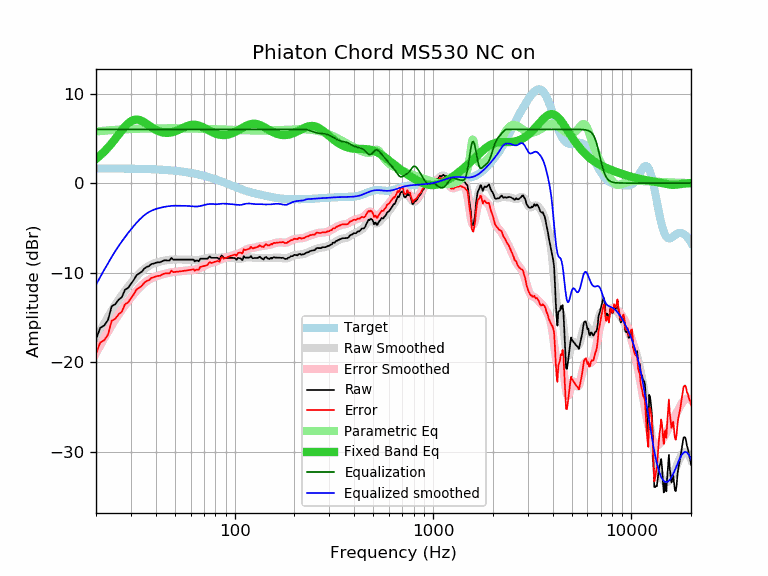 Phiaton Chord MS530 NC on
Amplitude (dBr)
10
0
−10
−20
−30
Target
Raw Smoothed
Error Smoothed
Raw
Error
Parametric Eq
Fixed Band Eq
Equalization
Equalized smoothed
100
1000
10000
Frequency (Hz)